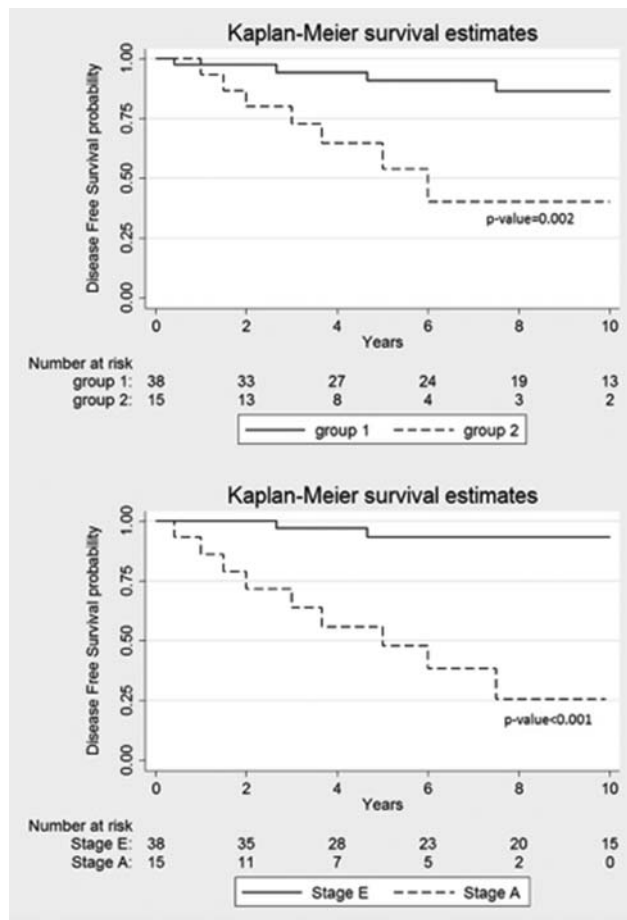 Kaplan-Meier survival estimates
Disease Free Survival probability
1.00
0.75
0.50
0.25
0.00
p-value=0.002
0 2 4 6 8 10
Years
Number at risk
group 1: 38 33 27 24 19 13
group 2: 15 13 8 4 3 2
group 1 group 2
Kaplan-Meier survival estimates
Disease Free Survival probability
1.00
0.75
0.50
0.25
0.00
p-value<0.001
0 2 4 6 8 10
Years
Number at risk
Stage E: 38 35 28 23 20 15
Stage A: 15 11 7 5 2 0
Stage E Stage A